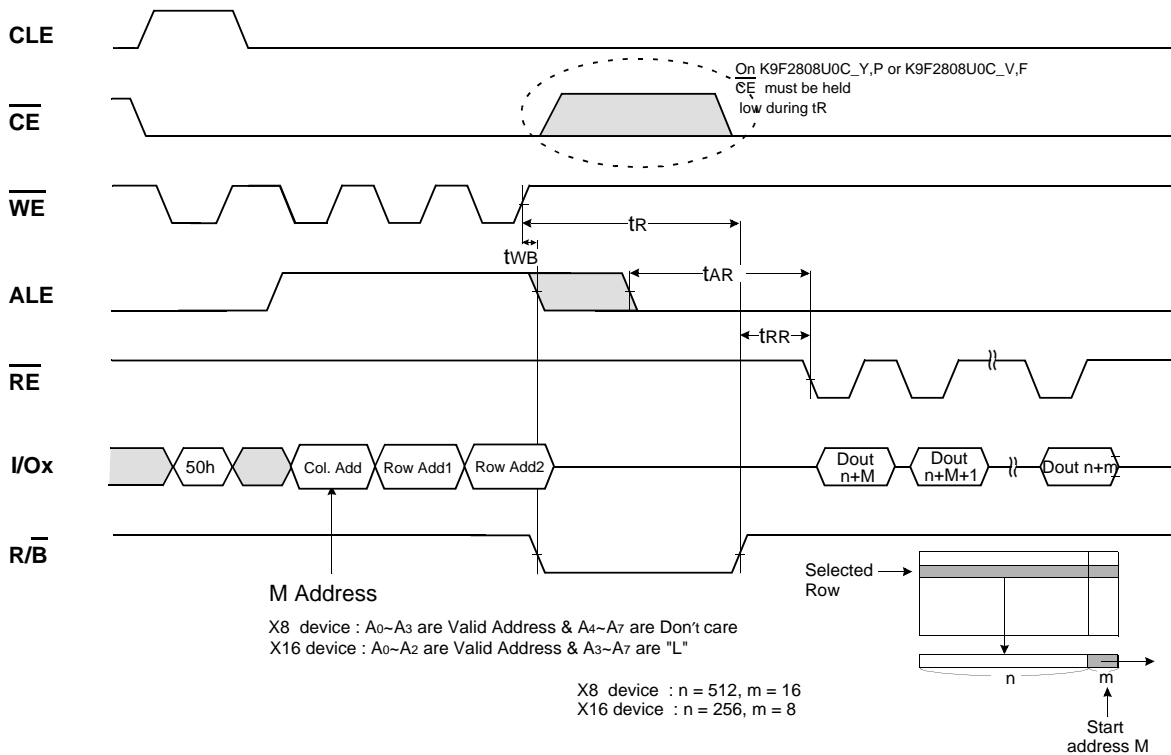 CLE
On K9F2808U0C_Y,P or K9F2808U0C_V,F
CE must be held
low during tR
CE
WE
tR
tWB
tAR
ALE
tRR
RE
I/Ox
50h
Col. Add
Row Add1
Row Add2
Dout
n+M
Dout
n+M+1
Dout n+m
R/B
M Address
X8 device : A0~A3 are Valid Address & A4~A7 are Don't care
X16 device : A0~A2 are Valid Address & A3~A7 are "L"
Selected
Row
X8 device : n = 512, m = 16
X16 device : n = 256, m = 8
n
m
Start
address M